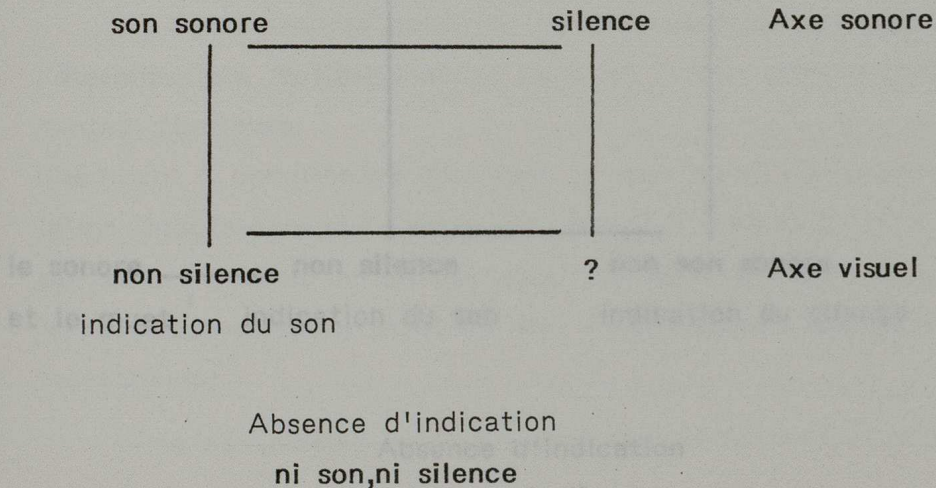 son sonore silence Axe sonore
non silence ? Axe visuel
indication du son
Absence d'indication
ni son,ni silence